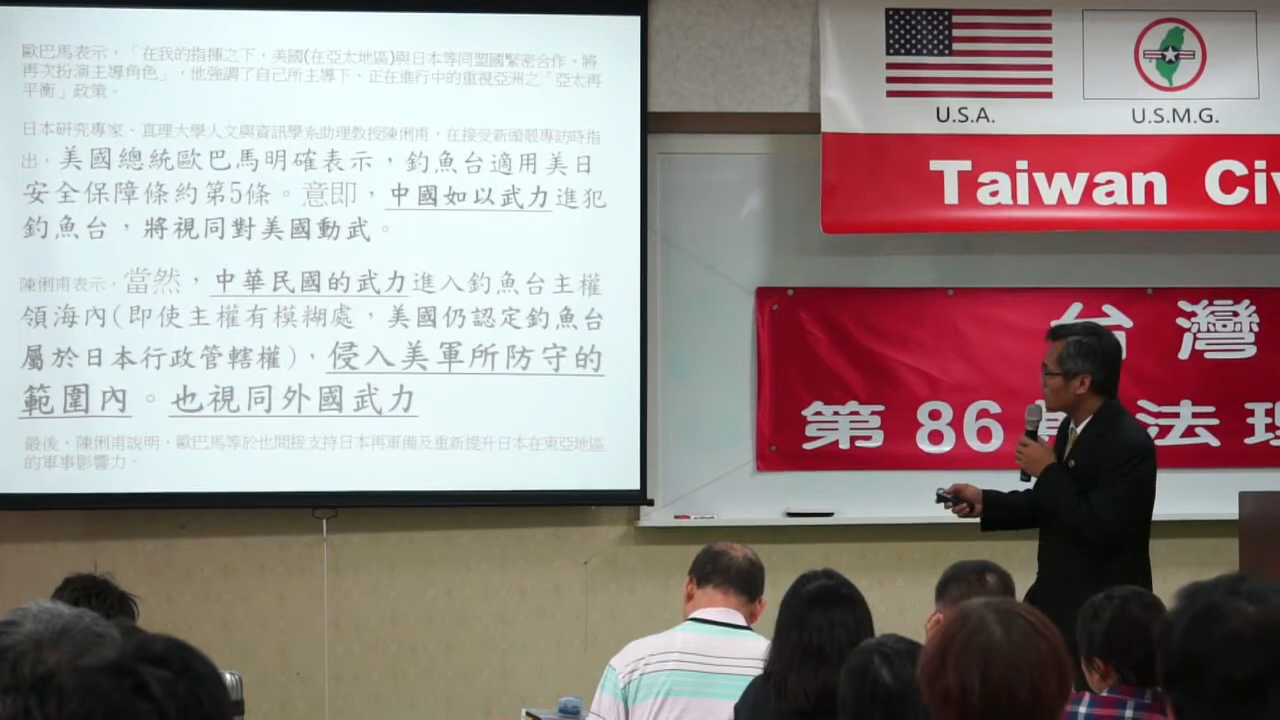 歐巴馬表示，「在我的指揮之下，美國(在亞太地區)與日本等同盟國緊密合作，將
再次扮演主導角色」，他強調了自己所主導下、正在進行中的重視亞洲之「亞太再
平衡」政策。
日本研究專家、真理大學人文與資訊學系助理教授陳俐甫，在接受新頭殼專訪時指
出，美國總統歐巴馬明確表示，釣魚台適用美日
安全保障條約第5條。意即，中國如以武力進犯
釣魚台，將視同對美國動武。
陳俐甫表示，當然，中華民國的武力進入釣魚台主權
領海內(即使主權有模糊處，美國仍認定釣魚台
屬於日本行政管轄權)，侵入美軍所防守的
範圍內。也視同外國武力
最後，陳俐甫說明，歐巴馬等於也間接支持日本再軍備及重新提升日本在東亞地區
的軍事影響力。
U.S.A.
U.S.M.G.
Taiwan Civ
台灣
第86 法理